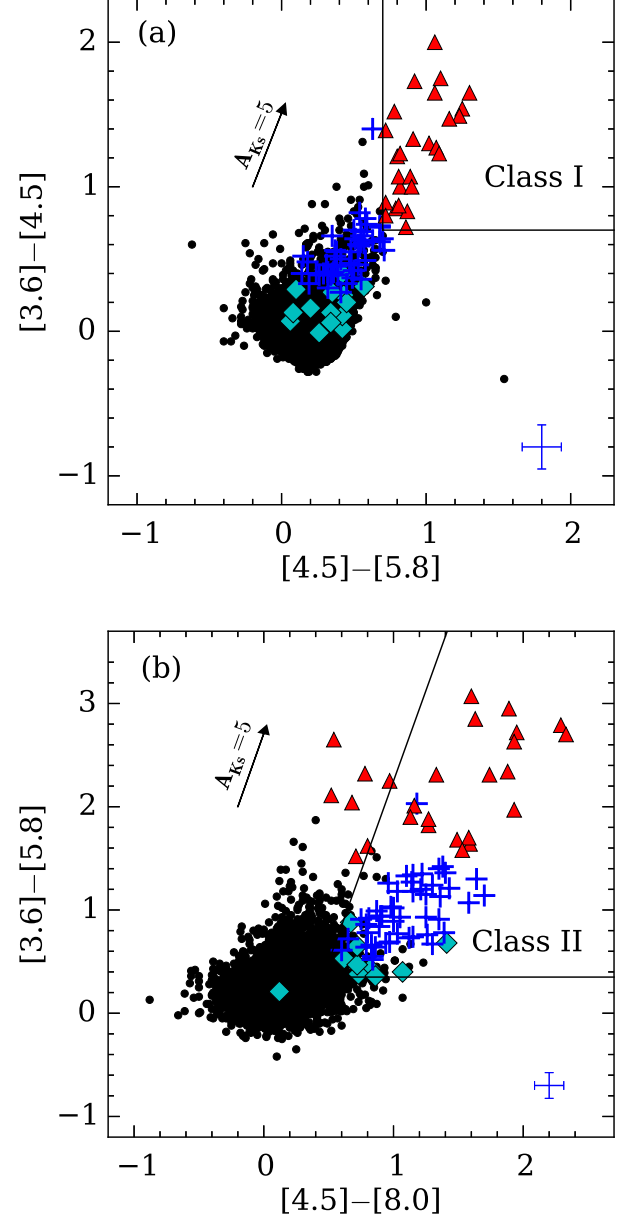 (a)
2
A_Ks=5
Class I
1
[3.6]−[4.5]
0
−1
−1 0 1 2
[4.5]−[5.8]
(b)
3
A_Ks=5
2
[3.6]−[5.8]
1
Class II
0
−1
−1 0 1 2
[4.5]−[8.0]